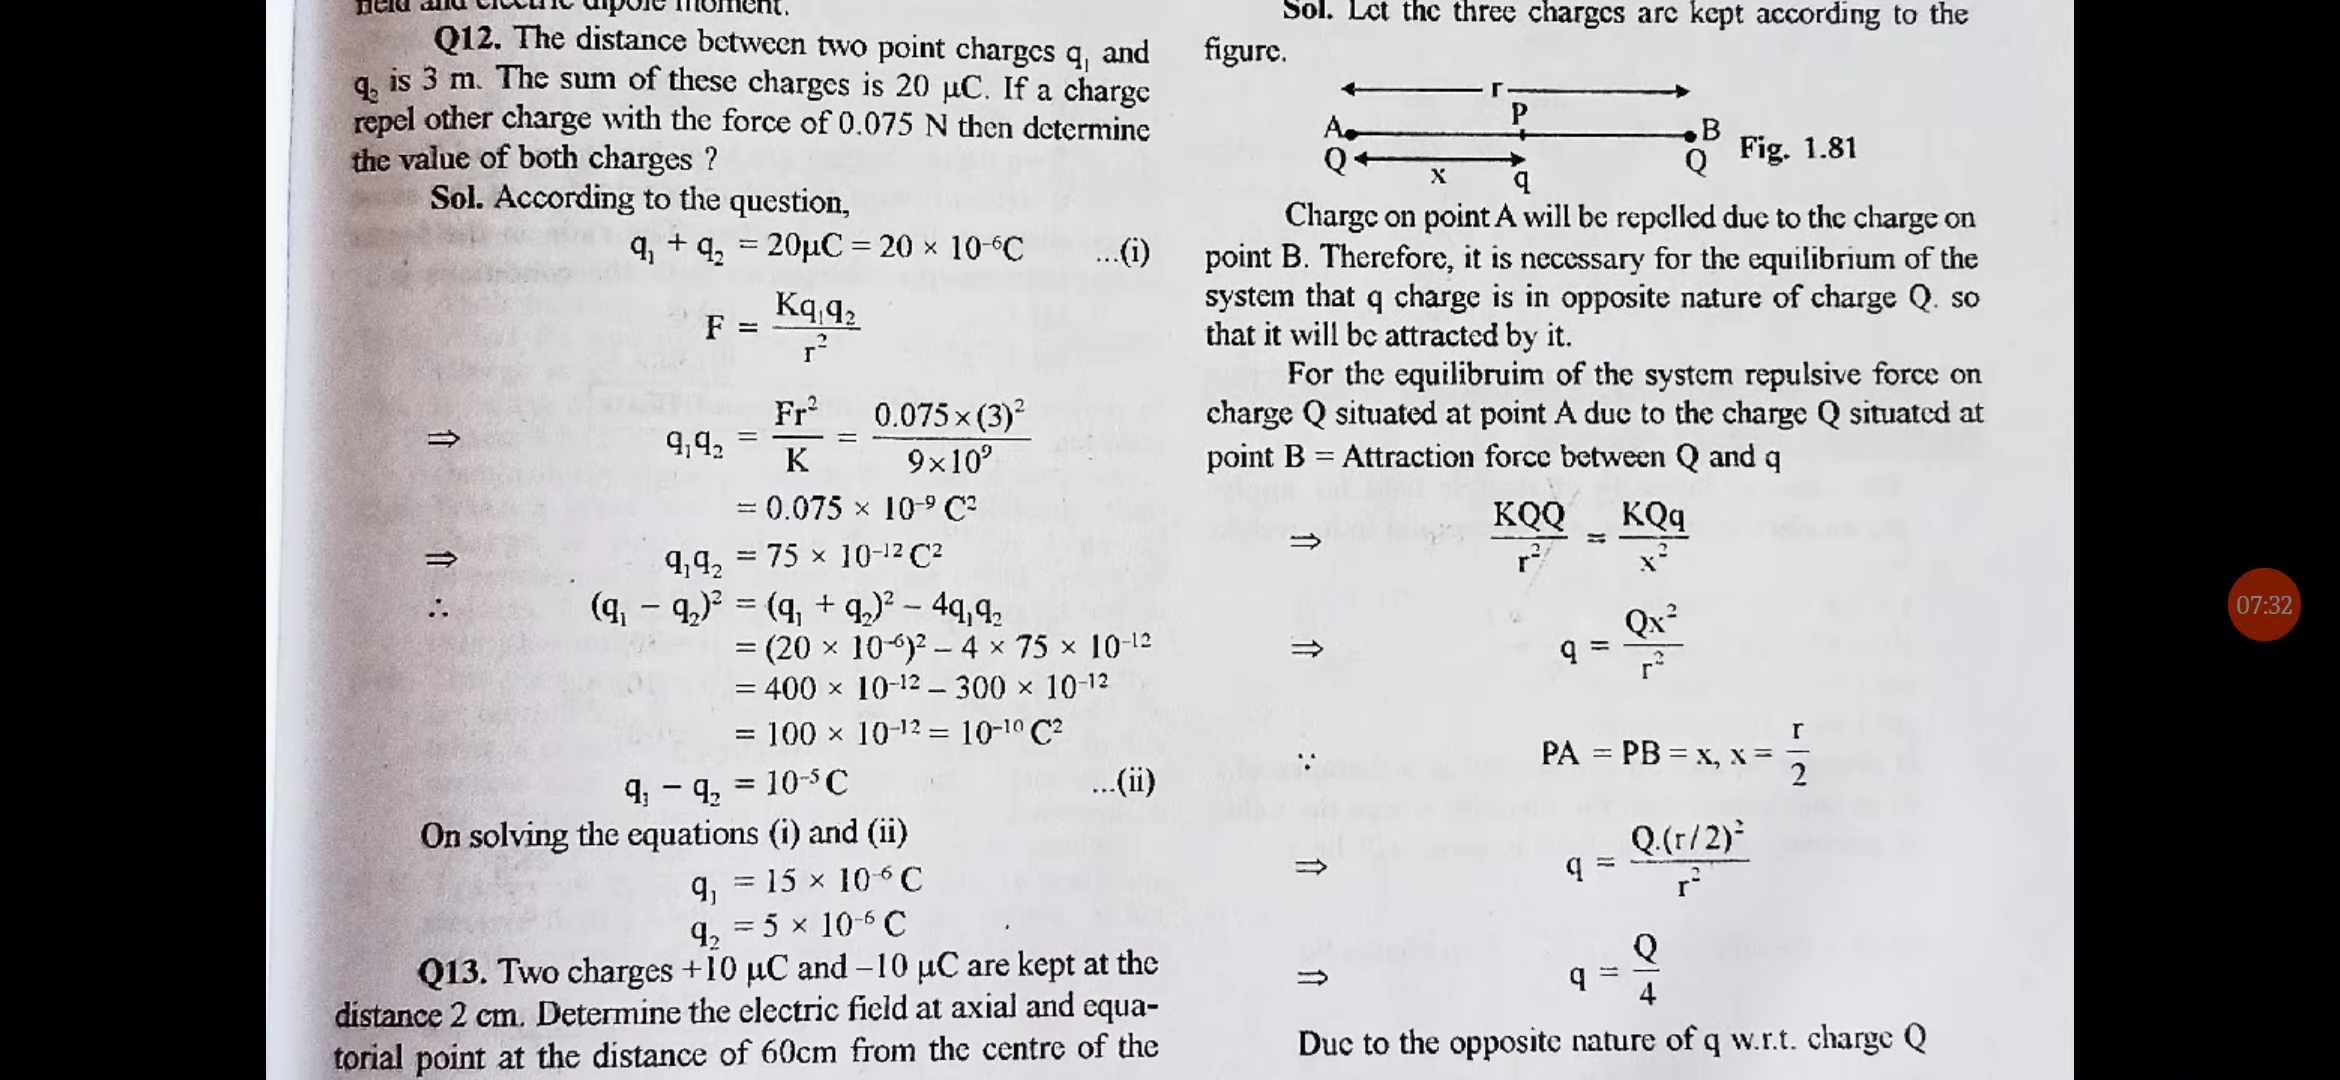 field and electric dipole moment.
Q12. The distance between two point charges q₁ and
q₂ is 3 m. The sum of these charges is 20 μC. If a charge
repel other charge with the force of 0.075 N then determine
the value of both charges ?
Sol. According to the question,
q₁ + q₂ = 20μC = 20 × 10⁻⁶C ...(i)
F = Kq₁q₂ / r²
⇒ q₁q₂ = Fr² / K = 0.075×(3)² / 9×10⁹
= 0.075 × 10⁻⁹ C²
⇒ q₁q₂ = 75 × 10⁻¹² C²
∴ (q₁ – q₂)² = (q₁ + q₂)² – 4q₁q₂
= (20 × 10⁻⁶)² – 4 × 75 × 10⁻¹²
= 400 × 10⁻¹² – 300 × 10⁻¹²
= 100 × 10⁻¹² = 10⁻¹⁰ C²
q₁ – q₂ = 10⁻⁵ C ...(ii)
On solving the equations (i) and (ii)
q₁ = 15 × 10⁻⁶ C
q₂ = 5 × 10⁻⁶ C
Q13. Two charges +10 μC and –10 μC are kept at the
distance 2 cm. Determine the electric field at axial and equa-
torial point at the distance of 60cm from the centre of the
Sol. Let the three charges are kept according to the
figure.
r
P
A B
Q x q Q
Fig. 1.81
Charge on point A will be repelled due to the charge on
point B. Therefore, it is necessary for the equilibrium of the
system that q charge is in opposite nature of charge Q. so
that it will be attracted by it.
For the equilibruim of the system repulsive force on
charge Q situated at point A due to the charge Q situated at
point B = Attraction force between Q and q
⇒ KQQ / r² = KQq / x²
⇒ q = Qx² / r²
∵ PA = PB = x, x = r / 2
⇒ q = Q.(r/2)² / r²
⇒ q = Q / 4
Due to the opposite nature of q w.r.t. charge Q
07:32